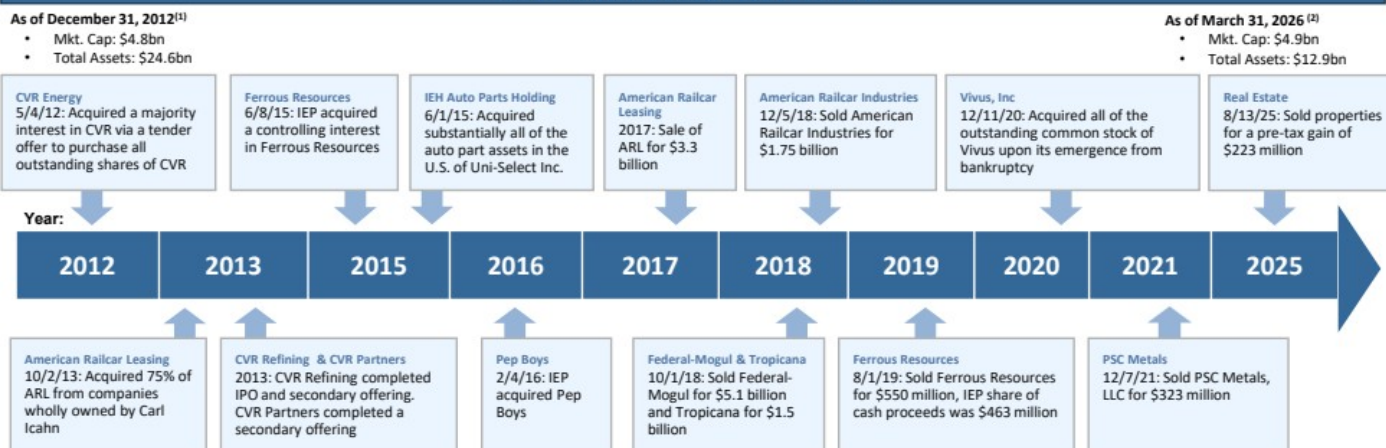 As of December 31, 2012(1)
• Mkt. Cap: $4.8bn
• Total Assets: $24.6bn
As of March 31, 2026 (2)
• Mkt. Cap: $4.9bn
• Total Assets: $12.9bn
CVR Energy
5/4/12: Acquired a majority
interest in CVR via a tender
offer to purchase all
outstanding shares of CVR
Ferrous Resources
6/8/15: IEP acquired
a controlling interest
in Ferrous Resources
IEH Auto Parts Holding
6/1/15: Acquired
substantially all of the
auto part assets in the
U.S. of Uni-Select Inc.
American Railcar
Leasing
2017: Sale of
ARL for $3.3
billion
American Railcar Industries
12/5/18: Sold American
Railcar Industries for
$1.75 billion
Vivus, Inc
12/11/20: Acquired all of the
outstanding common stock of
Vivus upon its emergence from
bankruptcy
Real Estate
8/13/25: Sold properties
for a pre-tax gain of
$223 million
Year:
2012 2013 2015 2016 2017 2018 2019 2020 2021 2025
American Railcar Leasing
10/2/13: Acquired 75% of
ARL from companies
wholly owned by Carl
Icahn
CVR Refining & CVR Partners
2013: CVR Refining completed
IPO and secondary offering.
CVR Partners completed a
secondary offering
Pep Boys
2/4/16: IEP
acquired Pep
Boys
Federal-Mogul & Tropicana
10/1/18: Sold Federal-
Mogul for $5.1 billion
and Tropicana for $1.5
billion
Ferrous Resources
8/1/19: Sold Ferrous Resources
for $550 million, IEP share of
cash proceeds was $463 million
PSC Metals
12/7/21: Sold PSC Metals,
LLC for $323 million